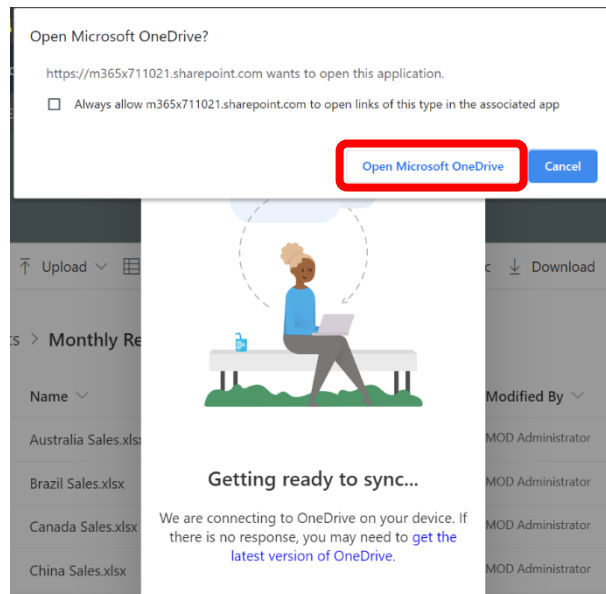 Open Microsoft OneDrive?
https://m365x711021.sharepoint.com wants to open this application.
Always allow m365x711021.sharepoint.com to open links of this type in the associated app
Open Microsoft OneDrive Cancel
Upload Download
Monthly Re
Name Modified By
Australia Sales.xls MOD Administrator
Getting ready to sync...
Brazil Sales.xlsx MOD Administrator
We are connecting to OneDrive on your device. If
Canada Sales.xlsx MOD Administrator
there is no response, you may need to get the
latest version of OneDrive.
China Sales.xlsx MOD Administrator